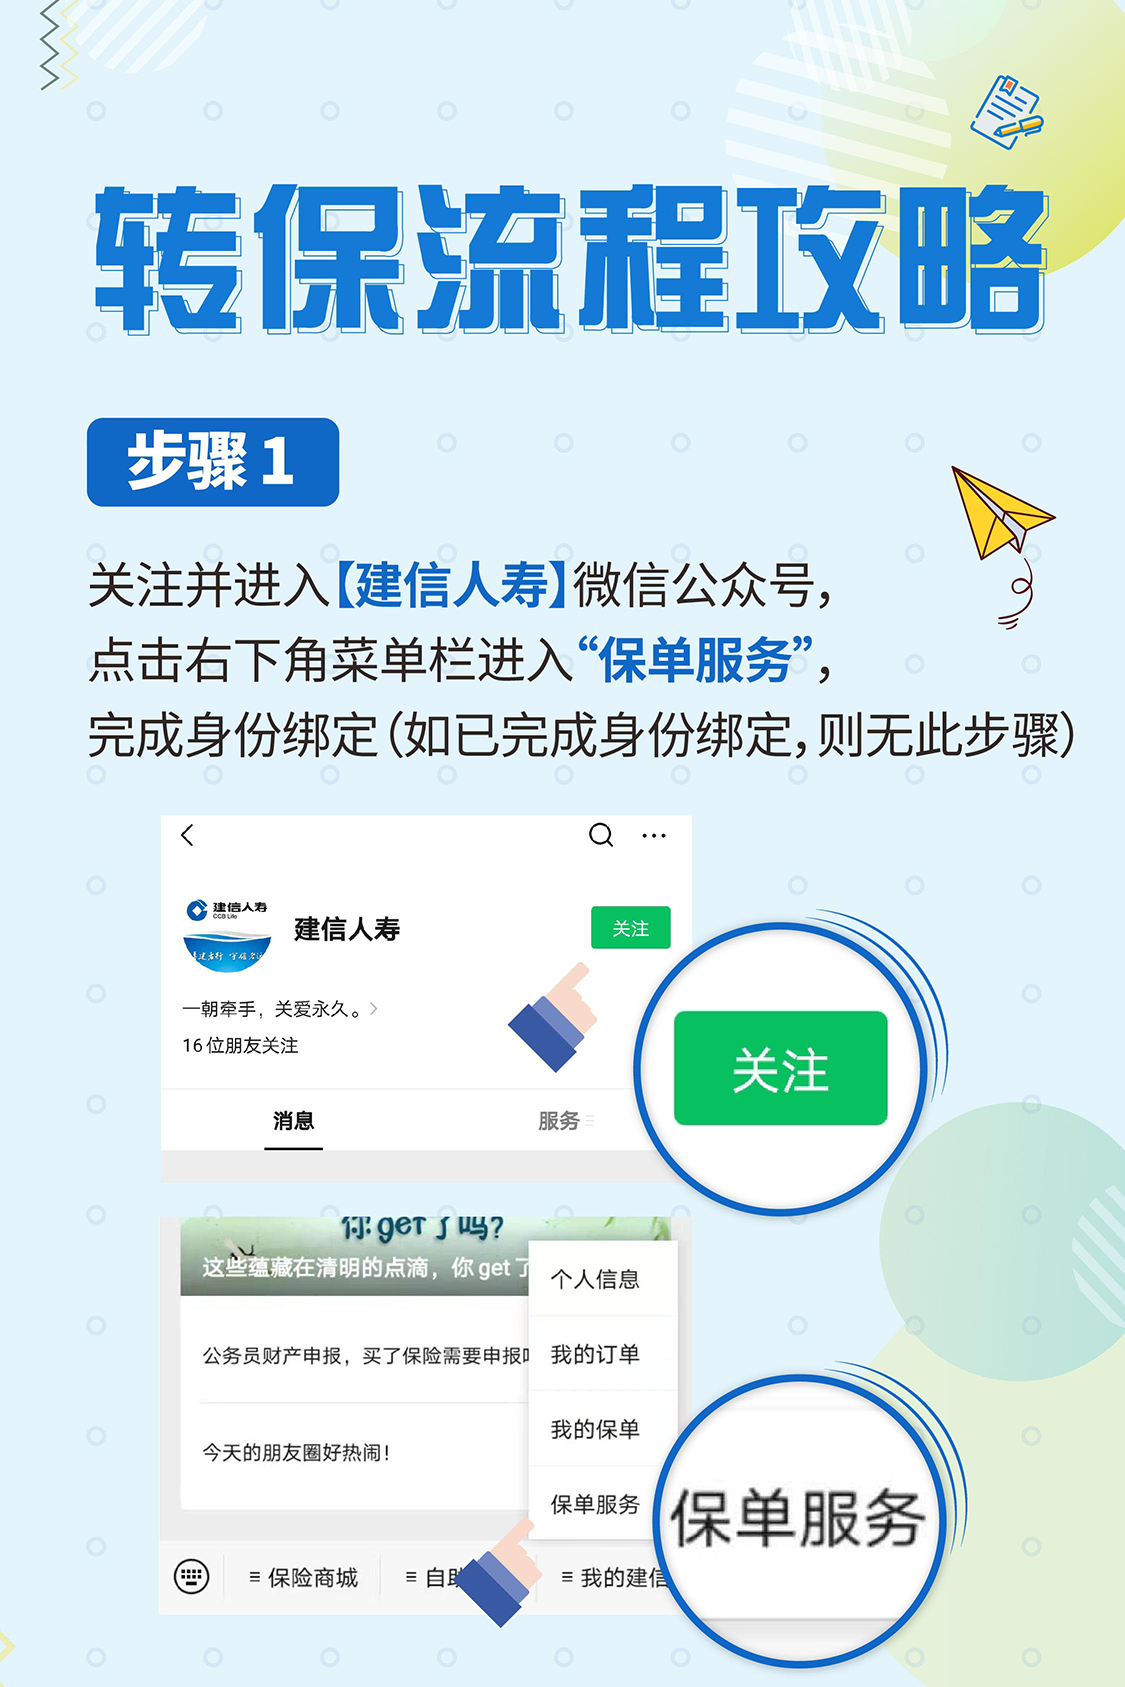 转保流程攻略
步骤 1
关注并进入【建信人寿】微信公众号，
点击右下角菜单栏进入“保单服务”，
完成身份绑定（如已完成身份绑定，则无此步骤）
建信人寿
CCB Life
建信人寿
关注
一朝牵手，关爱永久。
16 位朋友关注
消息
服务
关注
你get了吗？
这些蕴藏在清明的点滴，你 get 了
个人信息
公务员财产申报，买了保险需要申报吗
我的订单
我的保单
今天的朋友圈好热闹！
保单服务
保单服务
保险商城
自助
我的建信